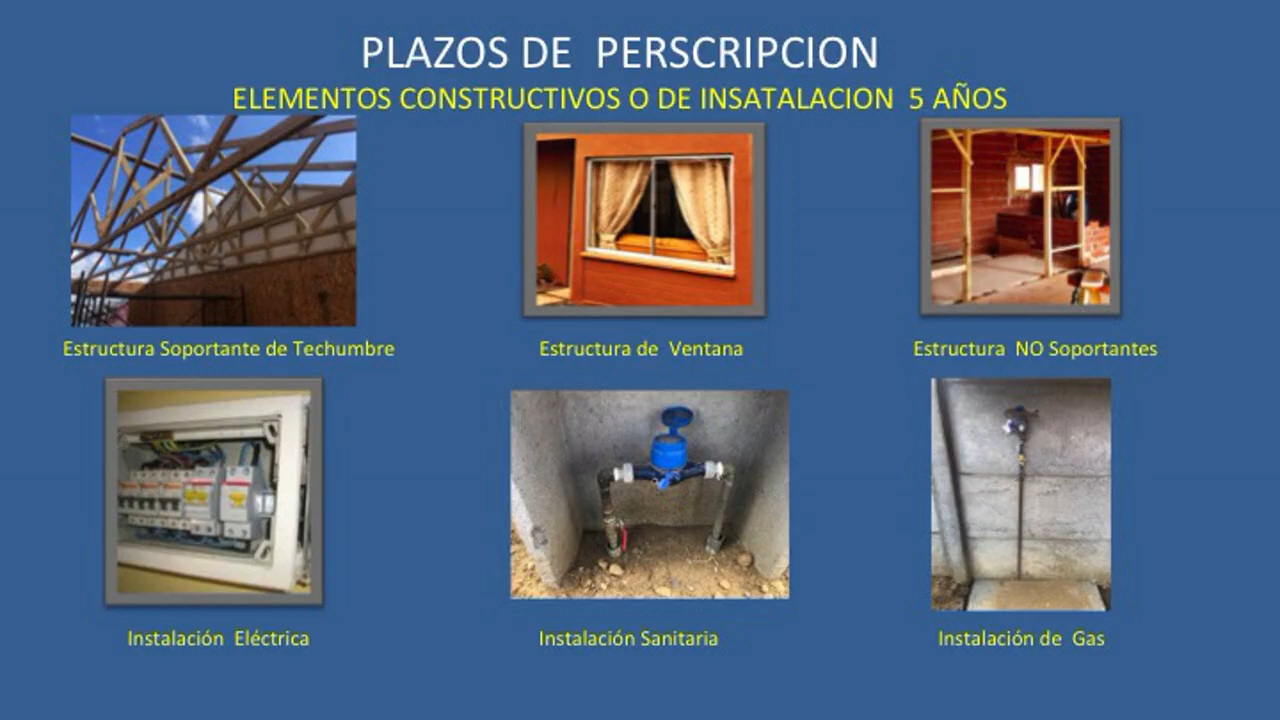 PLAZOS DE PERSCRIPCION
ELEMENTOS CONSTRUCTIVOS O DE INSATALACION 5 AÑOS
Estructura Soportante de Techumbre
Estructura de Ventana
Estructura NO Soportantes
Instalación Eléctrica
Instalación Sanitaria
Instalación de Gas